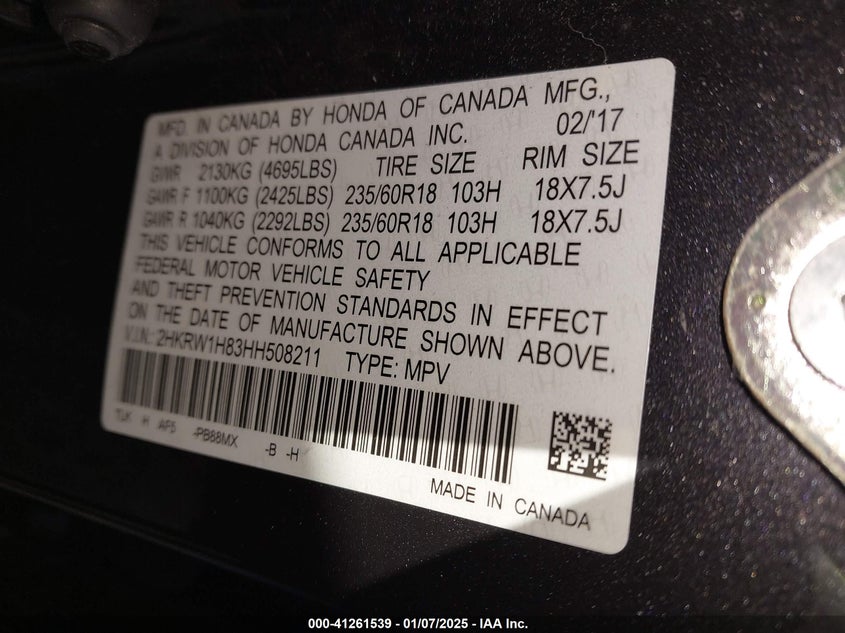 MFD. IN CANADA BY HONDA OF CANADA MFG.,
A DIVISION OF HONDA CANADA INC. 02/'17
GVWR 2130KG (4695LBS) TIRE SIZE RIM SIZE
GAWR F 1100KG (2425LBS) 235/60R18 103H 18X7.5J
GAWR R 1040KG (2292LBS) 235/60R18 103H 18X7.5J
THIS VEHICLE CONFORMS TO ALL APPLICABLE
FEDERAL MOTOR VEHICLE SAFETY
AND THEFT PREVENTION STANDARDS IN EFFECT
ON THE DATE OF MANUFACTURE SHOWN ABOVE.
V.I.N.: 2HKRW1H83HH508211 TYPE: MPV
H AF5 -PB88MX -B -H
MADE IN CANADA
000-41261539 - 01/07/2025 - IAA Inc.